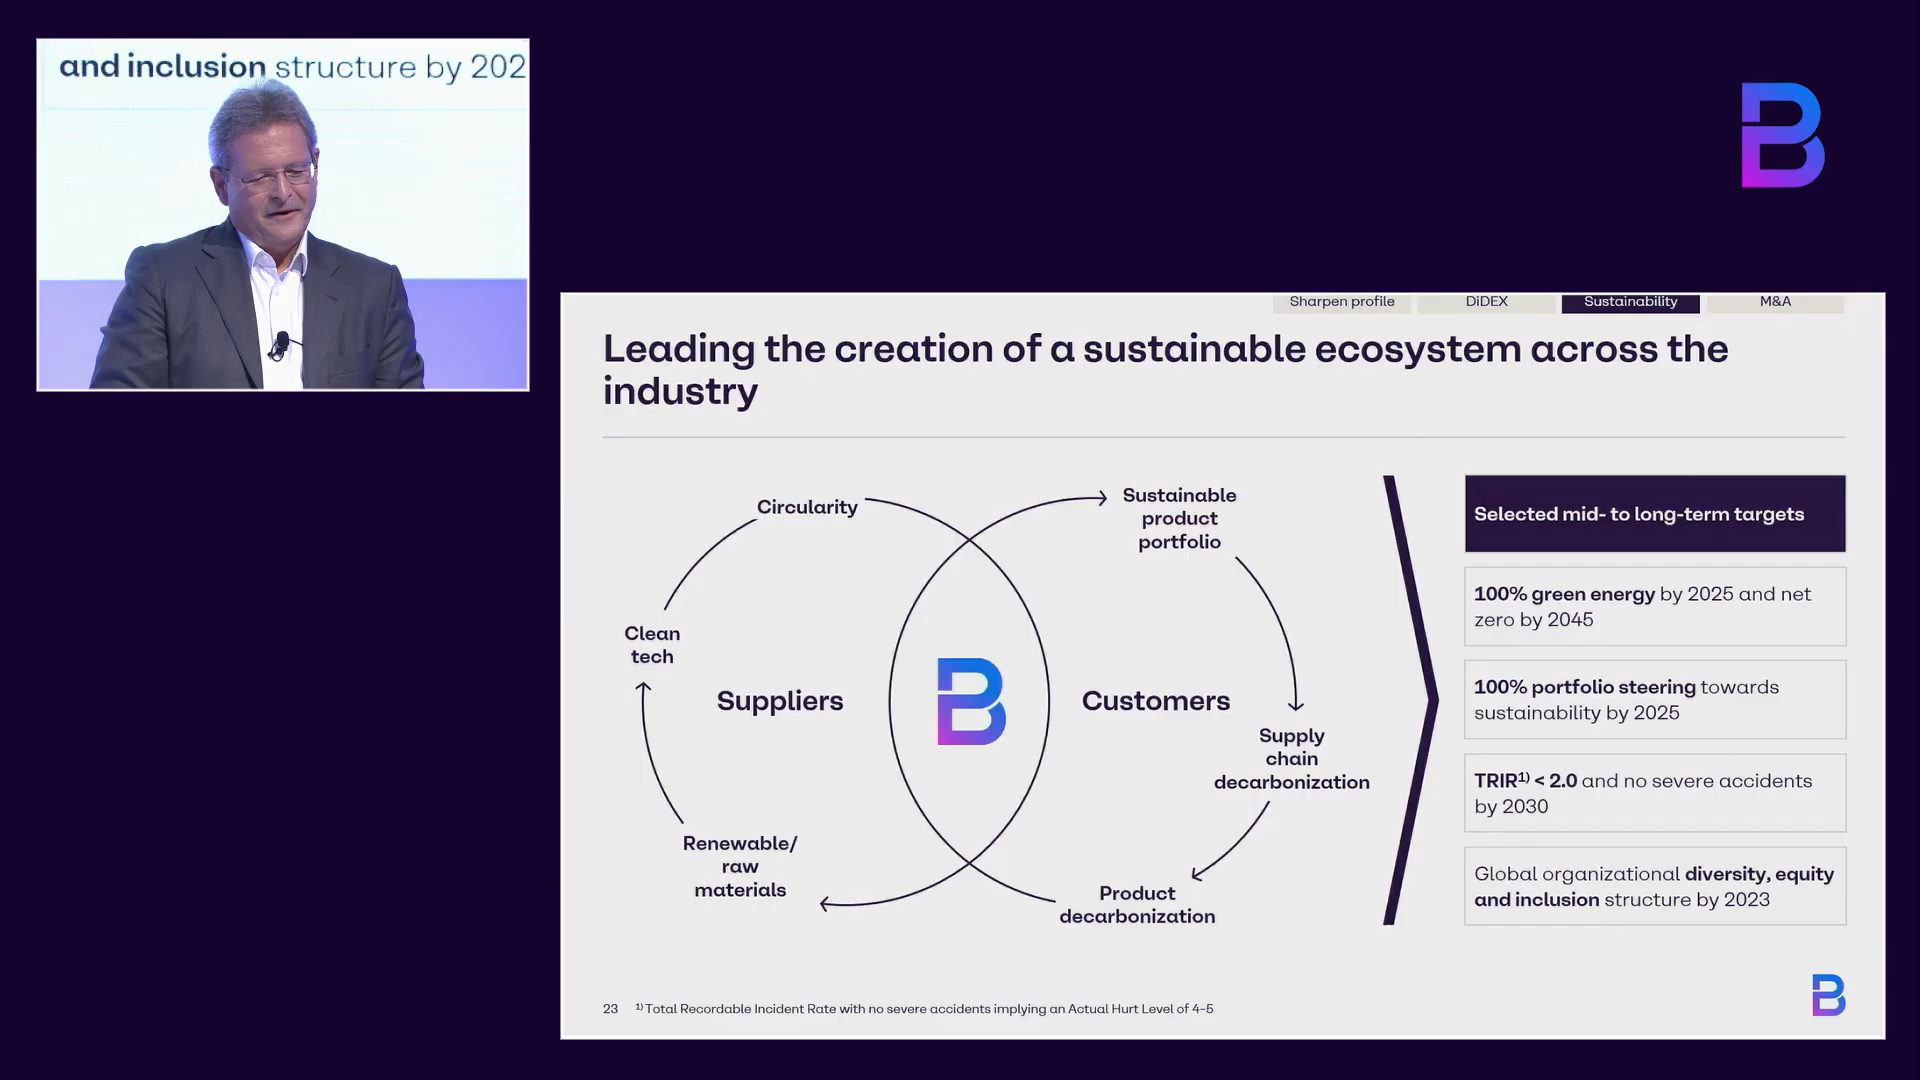 and inclusion structure by 202
Sharpen profile
DiDEX
Sustainability
M&A
Leading the creation of a sustainable ecosystem across the
industry
Circularity
Clean
tech
Suppliers
Renewable/
raw
materials
Sustainable
product
portfolio
Customers
Supply
chain
decarbonization
Product
decarbonization
Selected mid- to long-term targets
100% green energy by 2025 and net
zero by 2045
100% portfolio steering towards
sustainability by 2025
TRIR¹⁾ < 2.0 and no severe accidents
by 2030
Global organizational diversity, equity
and inclusion structure by 2023
23 ¹⁾ Total Recordable Incident Rate with no severe accidents implying an Actual Hurt Level of 4–5